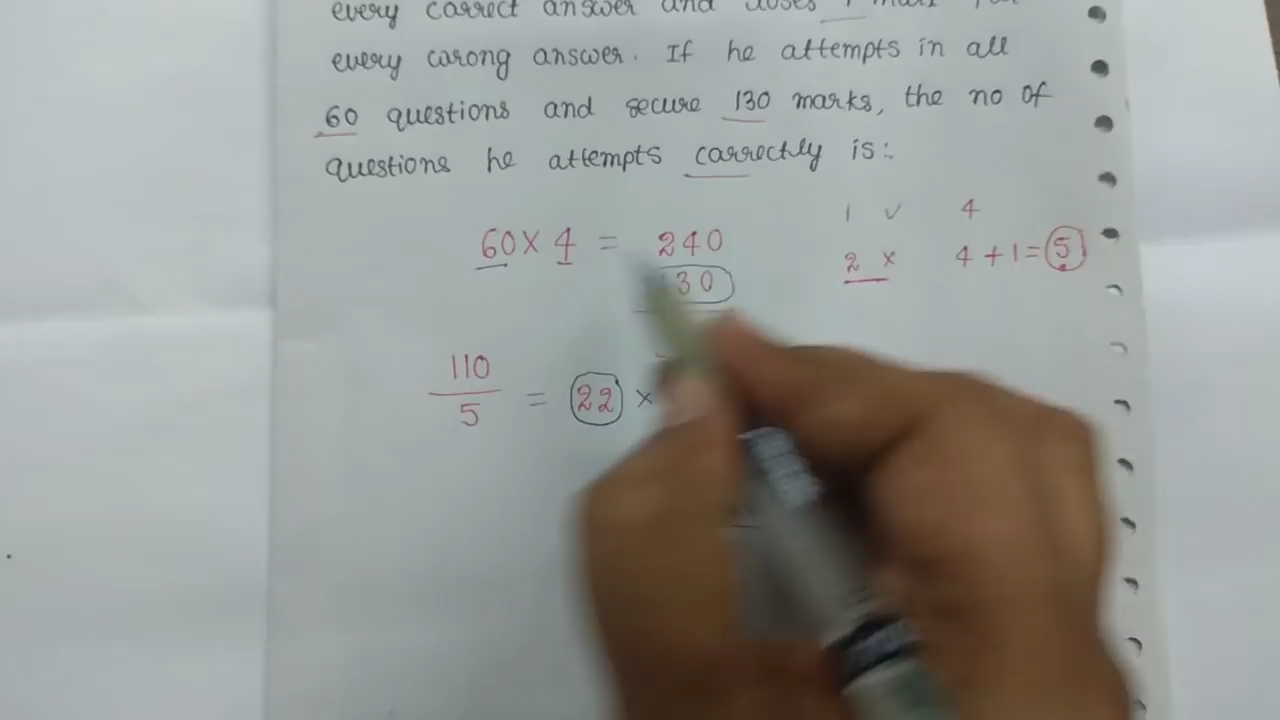 every correct answer and
every wrong answer. If he attempts in all
60 questions and secure 130 marks, the no of
questions he attempts correctly is:
1 ✓ 4
60 × 4 = 240
2 × 4 + 1 = 5
30
110
5 = 22 ×